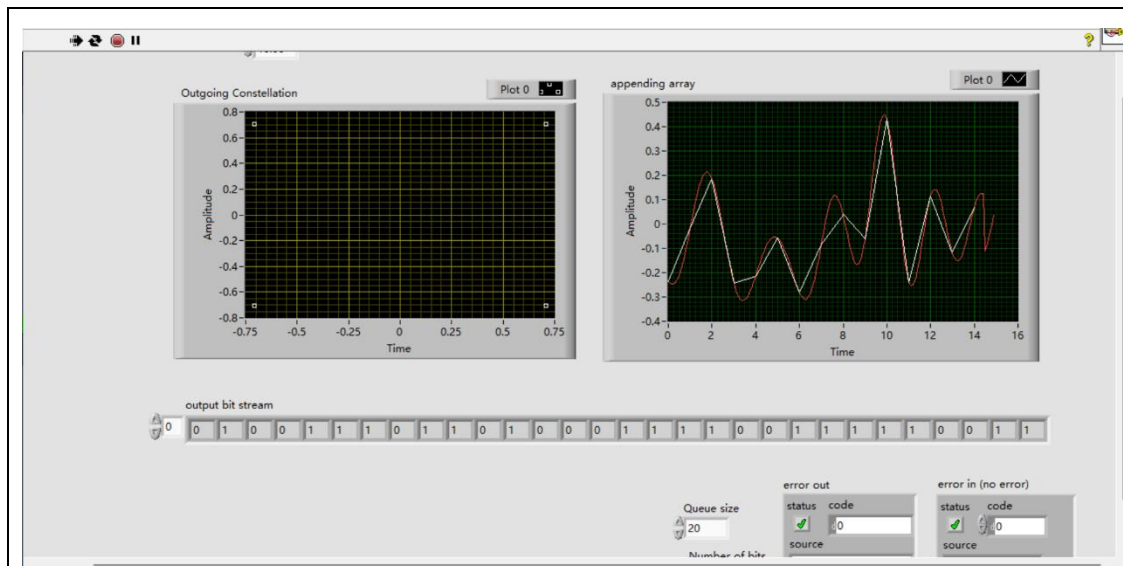 ?
Plot 0
Plot 0
Outgoing Constellation
appending array
0.8
0.6
0.4
0.2
0
-0.2
-0.4
-0.6
-0.8
Amplitude
-0.75 -0.5 -0.25 0 0.25 0.5 0.75
Time
0.5
0.4
0.3
0.2
0.1
0
-0.1
-0.2
-0.3
-0.4
Amplitude
0 2 4 6 8 10 12 14 16
Time
output bit stream
0 0 1 0 0 1 1 1 0 1 1 0 1 0 0 0 1 1 1 0 0 1 1 1 1 0 0 1 1
Queue size
20
Number of bits
error out
status code
0
source
error in (no error)
status code
0
source